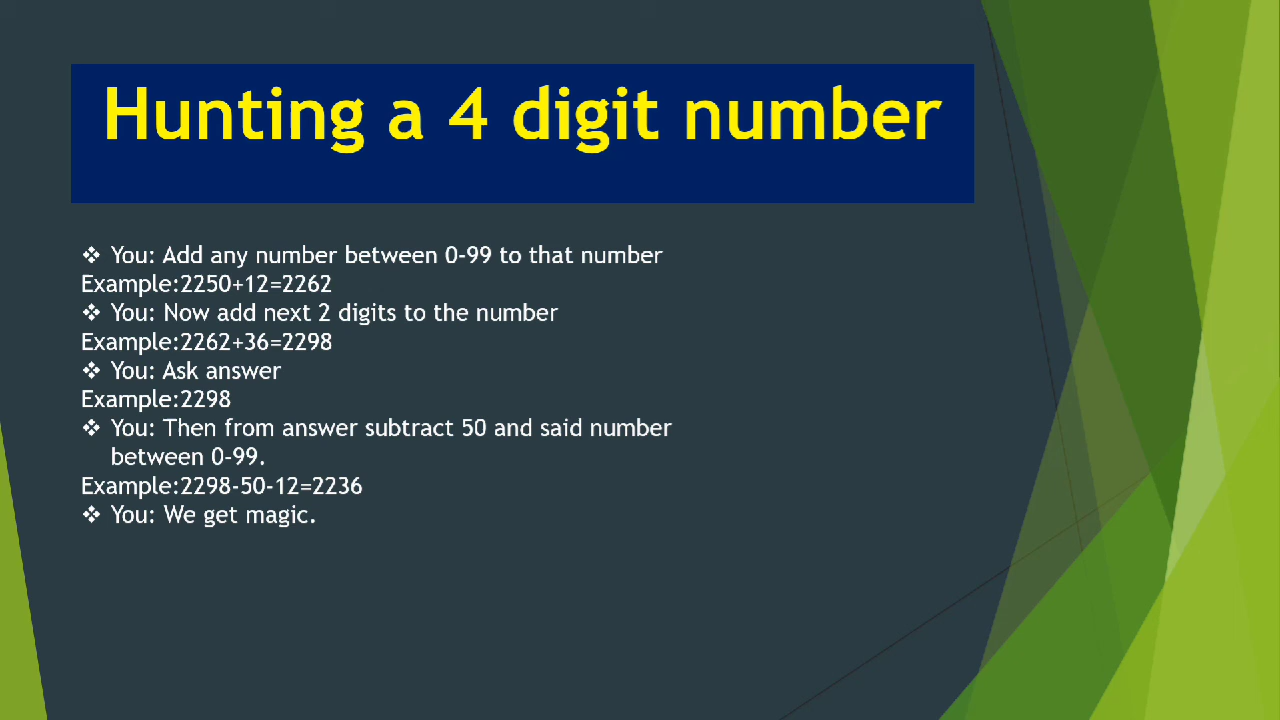 Hunting a 4 digit number
❖ You: Add any number between 0-99 to that number
Example:2250+12=2262
❖ You: Now add next 2 digits to the number
Example:2262+36=2298
❖ You: Ask answer
Example:2298
❖ You: Then from answer subtract 50 and said number
between 0-99.
Example:2298-50-12=2236
❖ You: We get magic.